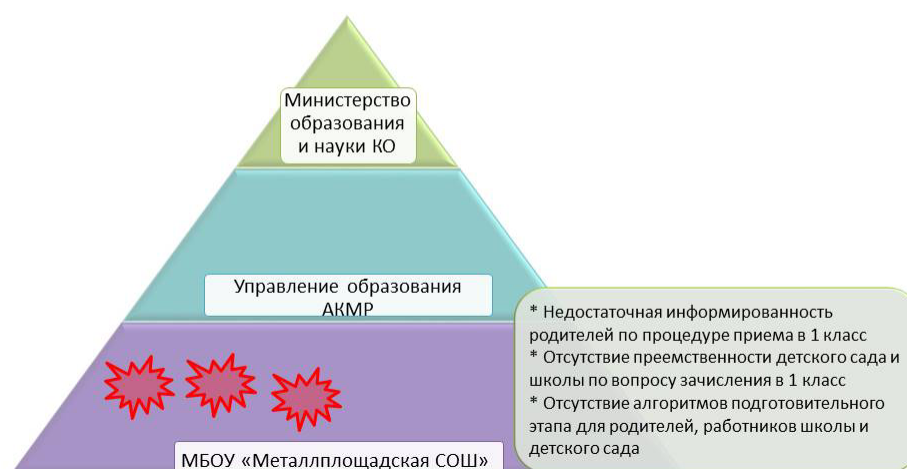 Министерство
образования
и науки КО
Управление образования
АКМР
* Недостаточная информированность
родителей по процедуре приема в 1 класс
* Отсутствие преемственности детского сада и
школы по вопросу зачисления в 1 класс
* Отсутствие алгоритмов подготовительного
этапа для родителей, работников школы и
детского сада
МБОУ «Металлплощадская СОШ»